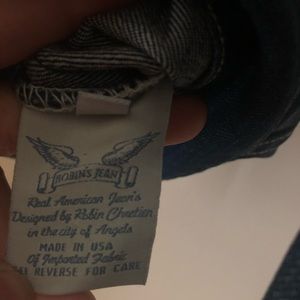 ROBIN'S JEAN
Real American Jean's
Designed by Robin Chretien
in the city of Angels
MADE IN USA
Of Imported Fabric
REVERSE FOR CARE